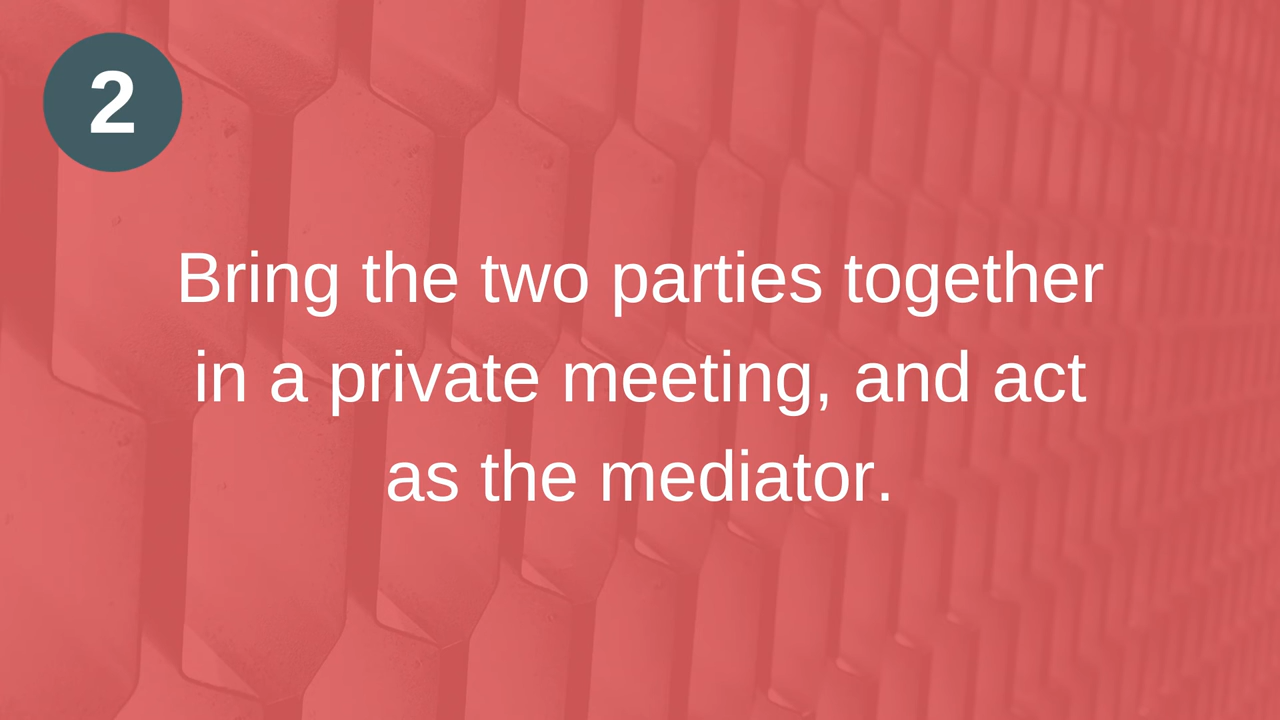 2
Bring the two parties together
in a private meeting, and act
as the mediator.